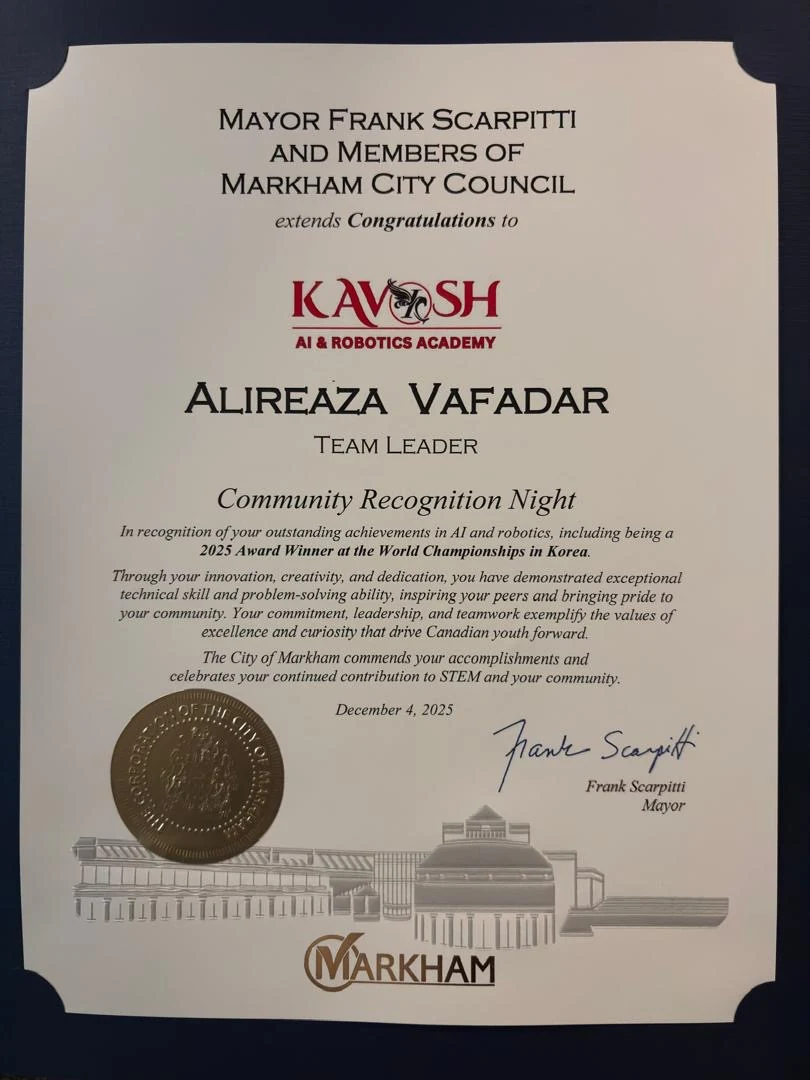 MAYOR FRANK SCARPITTI
AND MEMBERS OF
MARKHAM CITY COUNCIL
extends Congratulations to
KAVOSH
AI & ROBOTICS ACADEMY
ALIREAZA VAFADAR
TEAM LEADER
Community Recognition Night
In recognition of your outstanding achievements in AI and robotics, including being a
2025 Award Winner at the World Championships in Korea.
Through your innovation, creativity, and dedication, you have demonstrated exceptional
technical skill and problem-solving ability, inspiring your peers and bringing pride to
your community. Your commitment, leadership, and teamwork exemplify the values of
excellence and curiosity that drive Canadian youth forward.
The City of Markham commends your accomplishments and
celebrates your continued contribution to STEM and your community.
December 4, 2025
THE CORPORATION OF THE CITY OF MARKHAM
Frank Scarpitti
Frank Scarpitti
Mayor
MARKHAM